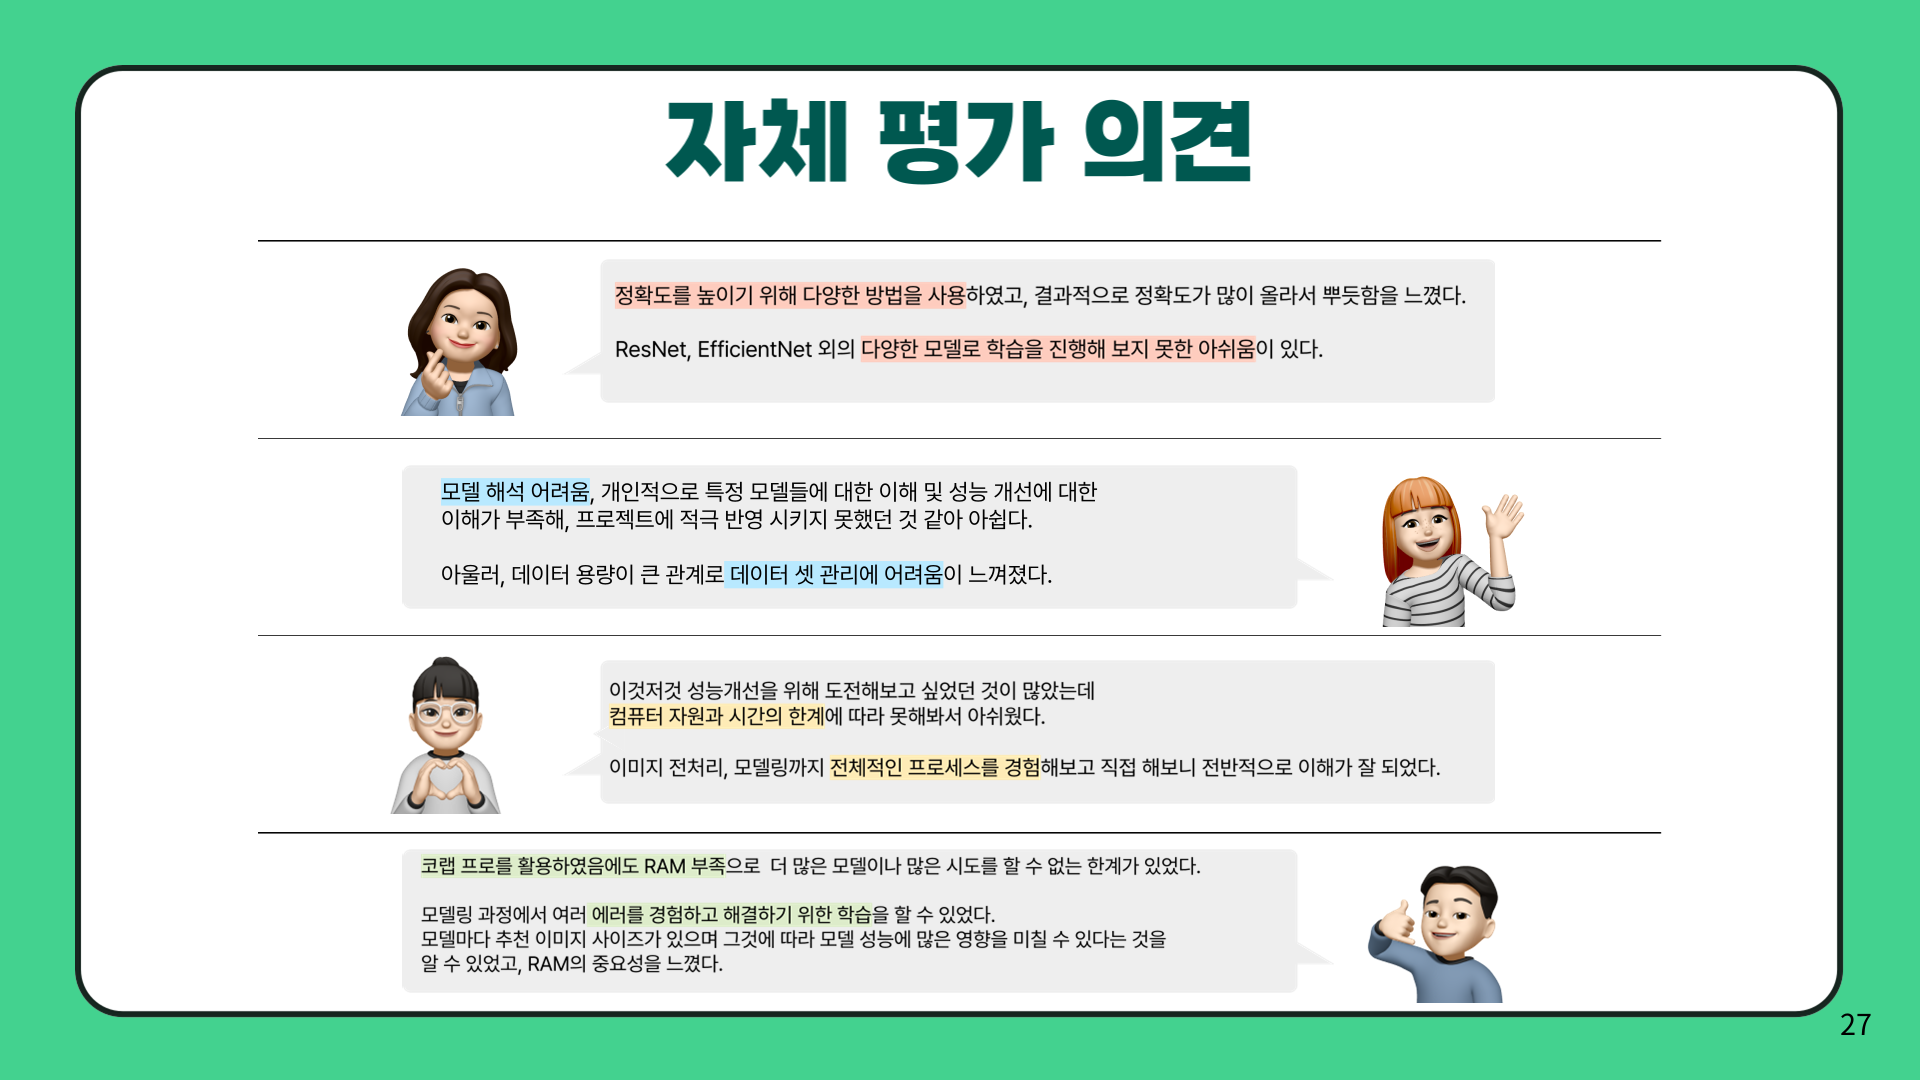 자체 평가 의견
정확도를 높이기 위해 다양한 방법을 사용하였고, 결과적으로 정확도가 많이 올라서 뿌듯함을 느꼈다.
ResNet, EfficientNet 외의 다양한 모델로 학습을 진행해 보지 못한 아쉬움이 있다.
모델 해석 어려움, 개인적으로 특정 모델들에 대한 이해 및 성능 개선에 대한
이해가 부족해, 프로젝트에 적극 반영 시키지 못했던 것 같아 아쉽다.
아울러, 데이터 용량이 큰 관계로 데이터 셋 관리에 어려움이 느껴졌다.
이것저것 성능개선을 위해 도전해보고 싶었던 것이 많았는데
컴퓨터 자원과 시간의 한계에 따라 못해봐서 아쉬웠다.
이미지 전처리, 모델링까지 전체적인 프로세스를 경험해보고 직접 해보니 전반적으로 이해가 잘 되었다.
코랩 프로를 활용하였음에도 RAM 부족으로 더 많은 모델이나 많은 시도를 할 수 없는 한계가 있었다.
모델링 과정에서 여러 에러를 경험하고 해결하기 위한 학습을 할 수 있었다.
모델마다 추천 이미지 사이즈가 있으며 그것에 따라 모델 성능에 많은 영향을 미칠 수 있다는 것을
알 수 있었고, RAM의 중요성을 느꼈다.
27